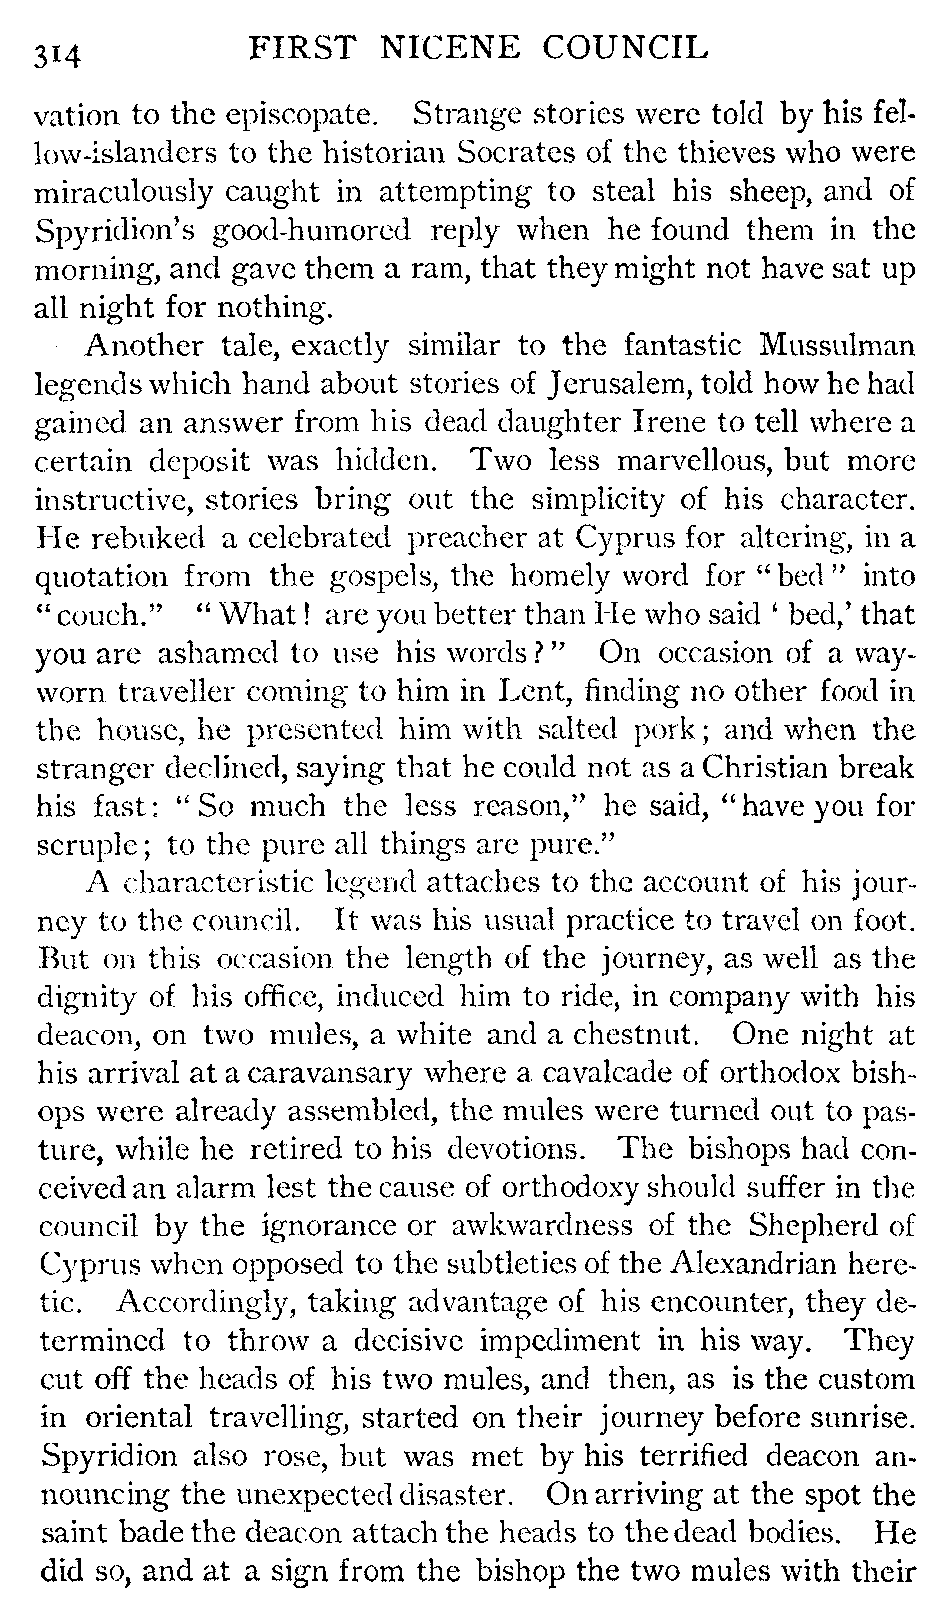 314 FIRST NICENE COUNCIL
vation to the episcopate. Strange stories were told by his fel-
low-islanders to the historian Socrates of the thieves who were
miraculously caught in attempting to steal his sheep, and of
Spyridion's good-humored reply when he found them in the
morning, and gave them a ram, that they might not have sat up
all night for nothing.
Another tale, exactly similar to the fantastic Mussulman
legends which hand about stories of Jerusalem, told how he had
gained an answer from his dead daughter Irene to tell where a
certain deposit was hidden. Two less marvellous, but more
instructive, stories bring out the simplicity of his character.
He rebuked a celebrated preacher at Cyprus for altering, in a
quotation from the gospels, the homely word for "bed" into
"couch." "What! are you better than He who said 'bed,' that
you are ashamed to use his words?" On occasion of a way-
worn traveller coming to him in Lent, finding no other food in
the house, he presented him with salted pork; and when the
stranger declined, saying that he could not as a Christian break
his fast: "So much the less reason," he said, "have you for
scruple; to the pure all things are pure."
A characteristic legend attaches to the account of his jour-
ney to the council. It was his usual practice to travel on foot.
But on this occasion the length of the journey, as well as the
dignity of his office, induced him to ride, in company with his
deacon, on two mules, a white and a chestnut. One night at
his arrival at a caravansary where a cavalcade of orthodox bish-
ops were already assembled, the mules were turned out to pas-
ture, while he retired to his devotions. The bishops had con-
ceived an alarm lest the cause of orthodoxy should suffer in the
council by the ignorance or awkwardness of the Shepherd of
Cyprus when opposed to the subtleties of the Alexandrian here-
tic. Accordingly, taking advantage of his encounter, they de-
termined to throw a decisive impediment in his way. They
cut off the heads of his two mules, and then, as is the custom
in oriental travelling, started on their journey before sunrise.
Spyridion also rose, but was met by his terrified deacon an-
nouncing the unexpected disaster. On arriving at the spot the
saint bade the deacon attach the heads to the dead bodies. He
did so, and at a sign from the bishop the two mules with their